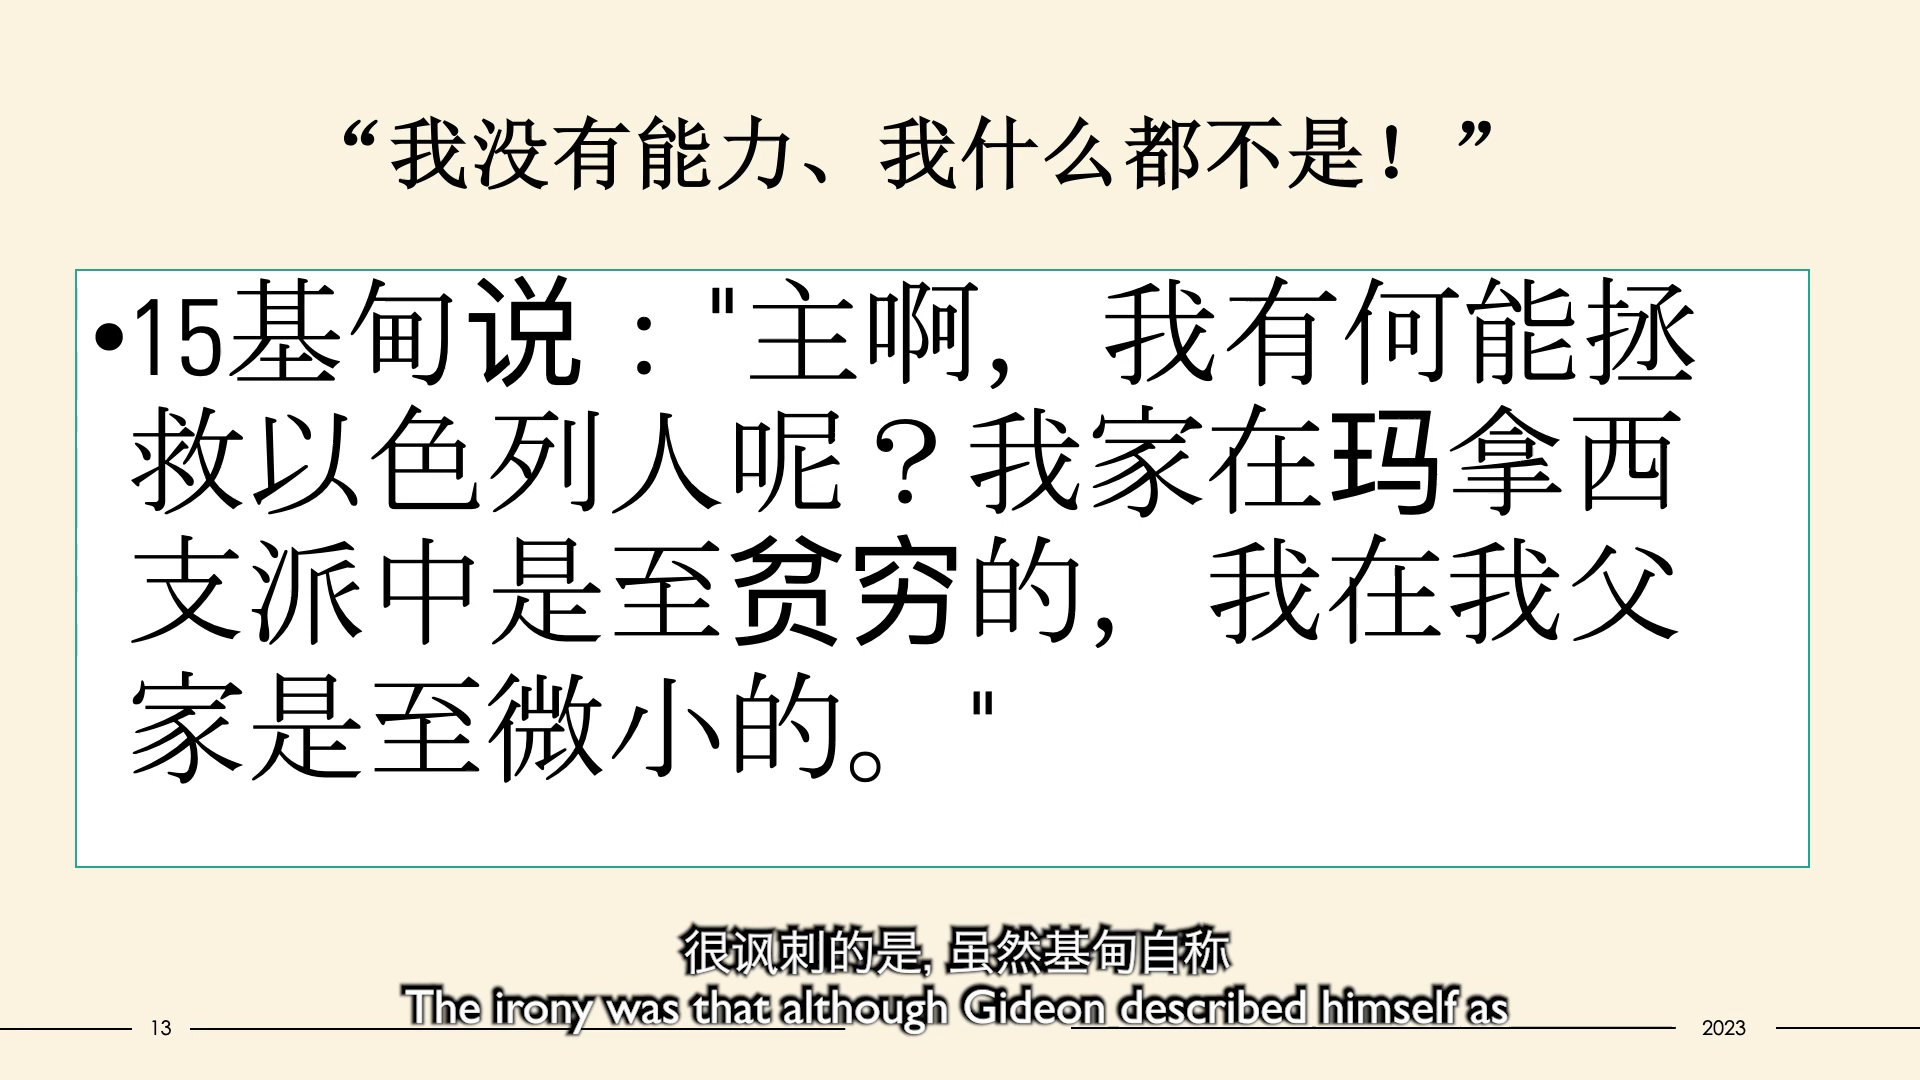 “我没有能力、我什么都不是！”
•15基甸说："主啊，我有何能拯
救以色列人呢？我家在玛拿西
支派中是至贫穷的，我在我父
家是至微小的。"
很讽刺的是, 虽然基甸自称
The irony was that although Gideon described himself as
13
2023